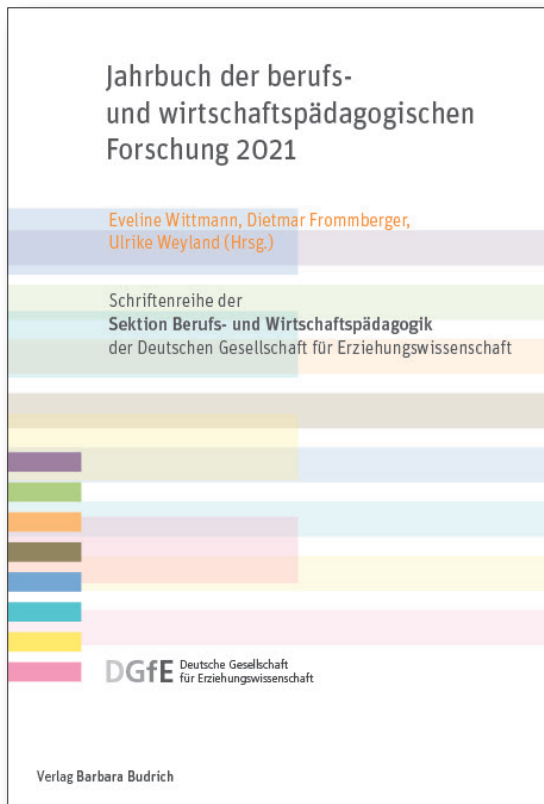 Jahrbuch der berufs-
und wirtschaftspädagogischen
Forschung 2021
Eveline Wittmann, Dietmar Frommberger,
Ulrike Weyland (Hrsg.)
Schriftenreihe der
Sektion Berufs- und Wirtschaftspädagogik
der Deutschen Gesellschaft für Erziehungswissenschaft
DGfE Deutsche Gesellschaft
für Erziehungswissenschaft
Verlag Barbara Budrich